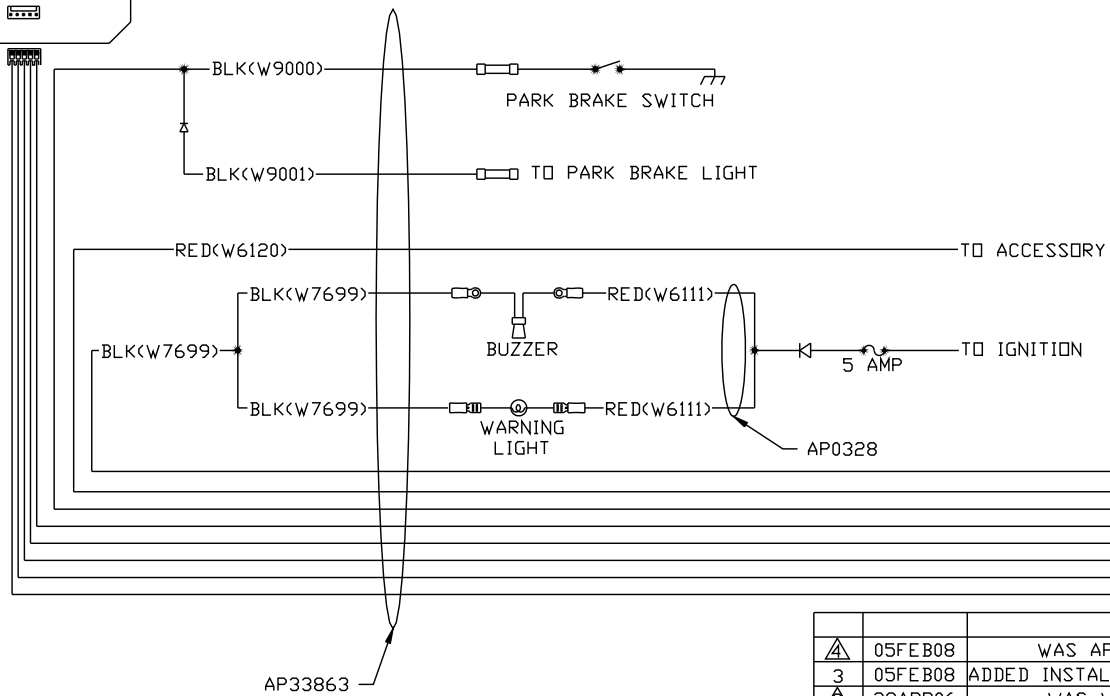 BLK(W9000)
PARK BRAKE SWITCH
BLK(W9001)
TO PARK BRAKE LIGHT
RED(W6120)
TO ACCESSORY
BLK(W7699)
RED(W6111)
BUZZER
BLK(W7699)
5 AMP
TO IGNITION
BLK(W7699)
RED(W6111)
WARNING
LIGHT
AP0328
AP33863
4 05FEB08 WAS
3 05FEB08 ADDED
WAS